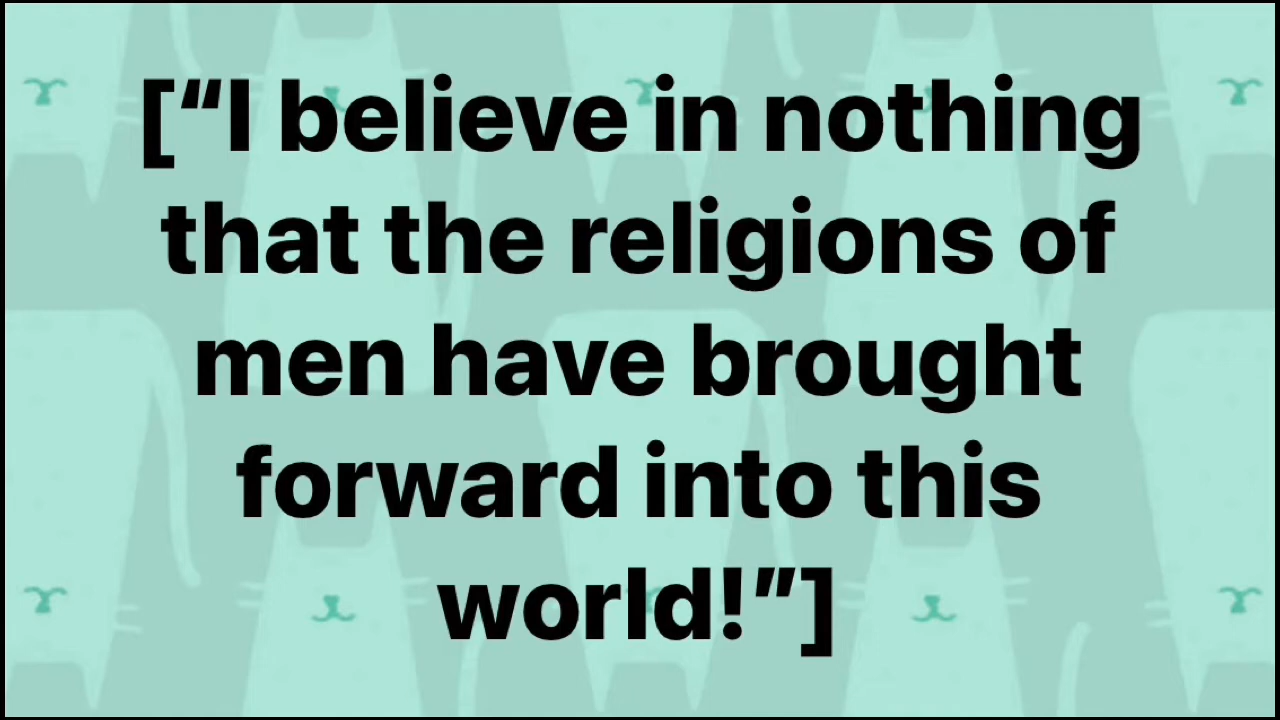 [“I believe in nothing
that the religions of
men have brought
forward into this
world!”]